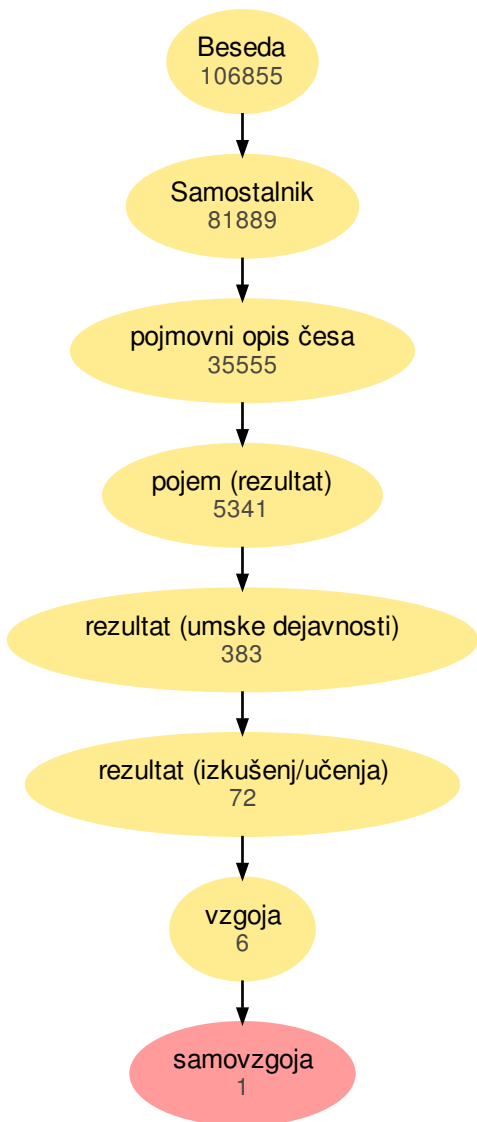 Beseda
106855
Samostalnik
81889
pojmovni opis česa
35555
pojem (rezultat)
5341
rezultat (umske dejavnosti)
383
rezultat (izkušenj/učenja)
72
vzgoja
6
samovzgoja
1